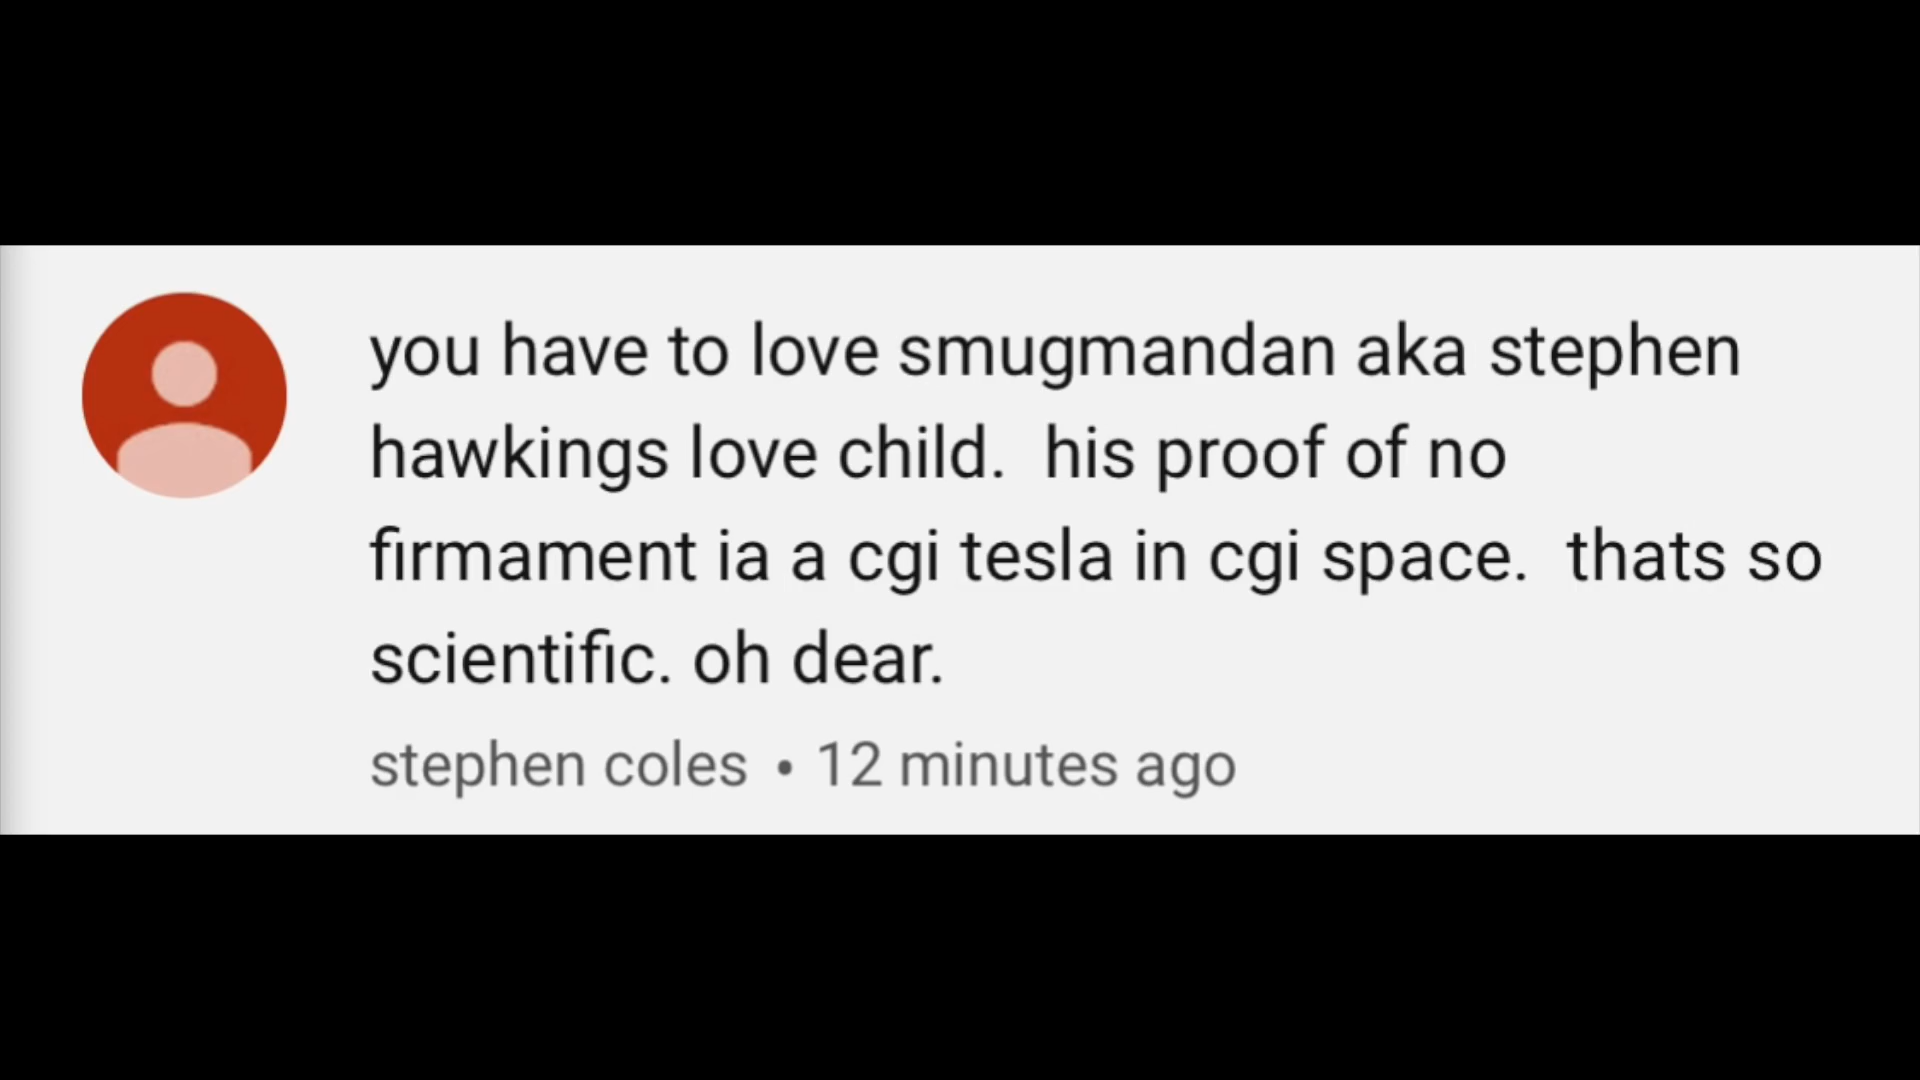 you have to love smugmandan aka stephen
hawkings love child.  his proof of no
firmament ia a cgi tesla in cgi space.  thats so
scientific. oh dear.
stephen coles • 12 minutes ago